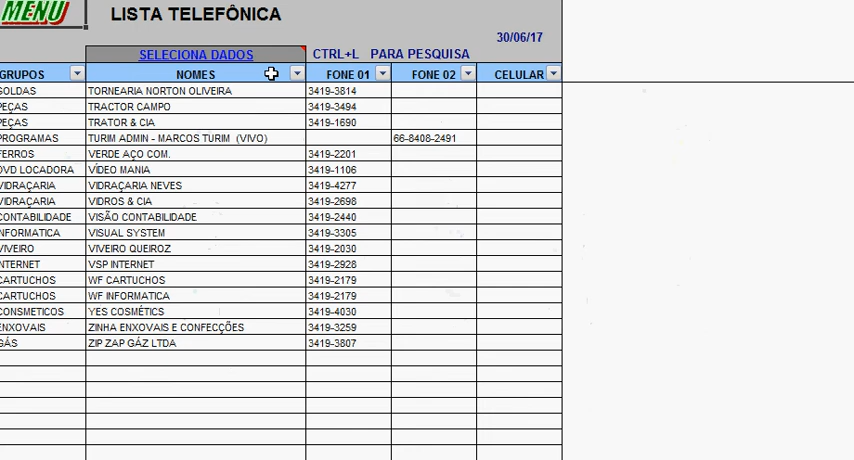 MENU
LISTA TELEFÔNICA
30/06/17
SELECIONA DADOS CTRL+L PARA PESQUISA
GRUPOS NOMES FONE 01 FONE 02 CELULAR
SOLDAS TORNEARIA NORTON OLIVEIRA 3419-3814
PEÇAS TRACTOR CAMPO 3419-3494
PEÇAS TRATOR & CIA 3419-1690
PROGRAMAS TURIM ADMIN - MARCOS TURIM (VIVO) 66-8408-2491
FERROS VERDE AÇO COM. 3419-2201
DVD LOCADORA VÍDEO MANIA 3419-1106
VIDRAÇARIA VIDRAÇARIA NEVES 3419-4277
VIDRAÇARIA VIDROS & CIA 3419-2698
CONTABILIDADE VISÃO CONTABILIDADE 3419-2440
INFORMATICA VISUAL SYSTEM 3419-3305
VIVEIRO VIVEIRO QUEIROZ 3419-2030
INTERNET VSP INTERNET 3419-2928
CARTUCHOS WF CARTUCHOS 3419-2179
CARTUCHOS WF INFORMATICA 3419-2179
CONSMETICOS YES COSMÉTICS 3419-4030
ENXOVAIS ZINHA ENXOVAIS E CONFECÇÕES 3419-3259
GÁS ZIP ZAP GÁZ LTDA 3419-3807